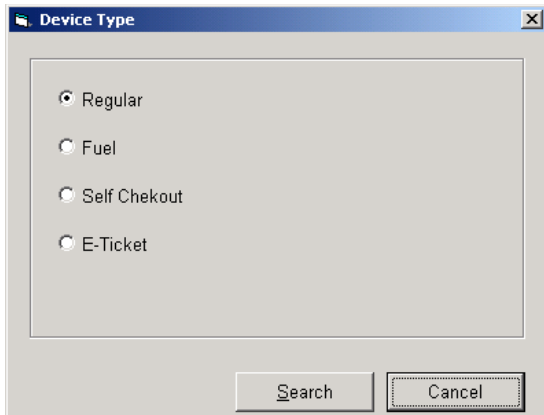 Device Type
Regular
Fuel
Self Chekout
E-Ticket
Search Cancel